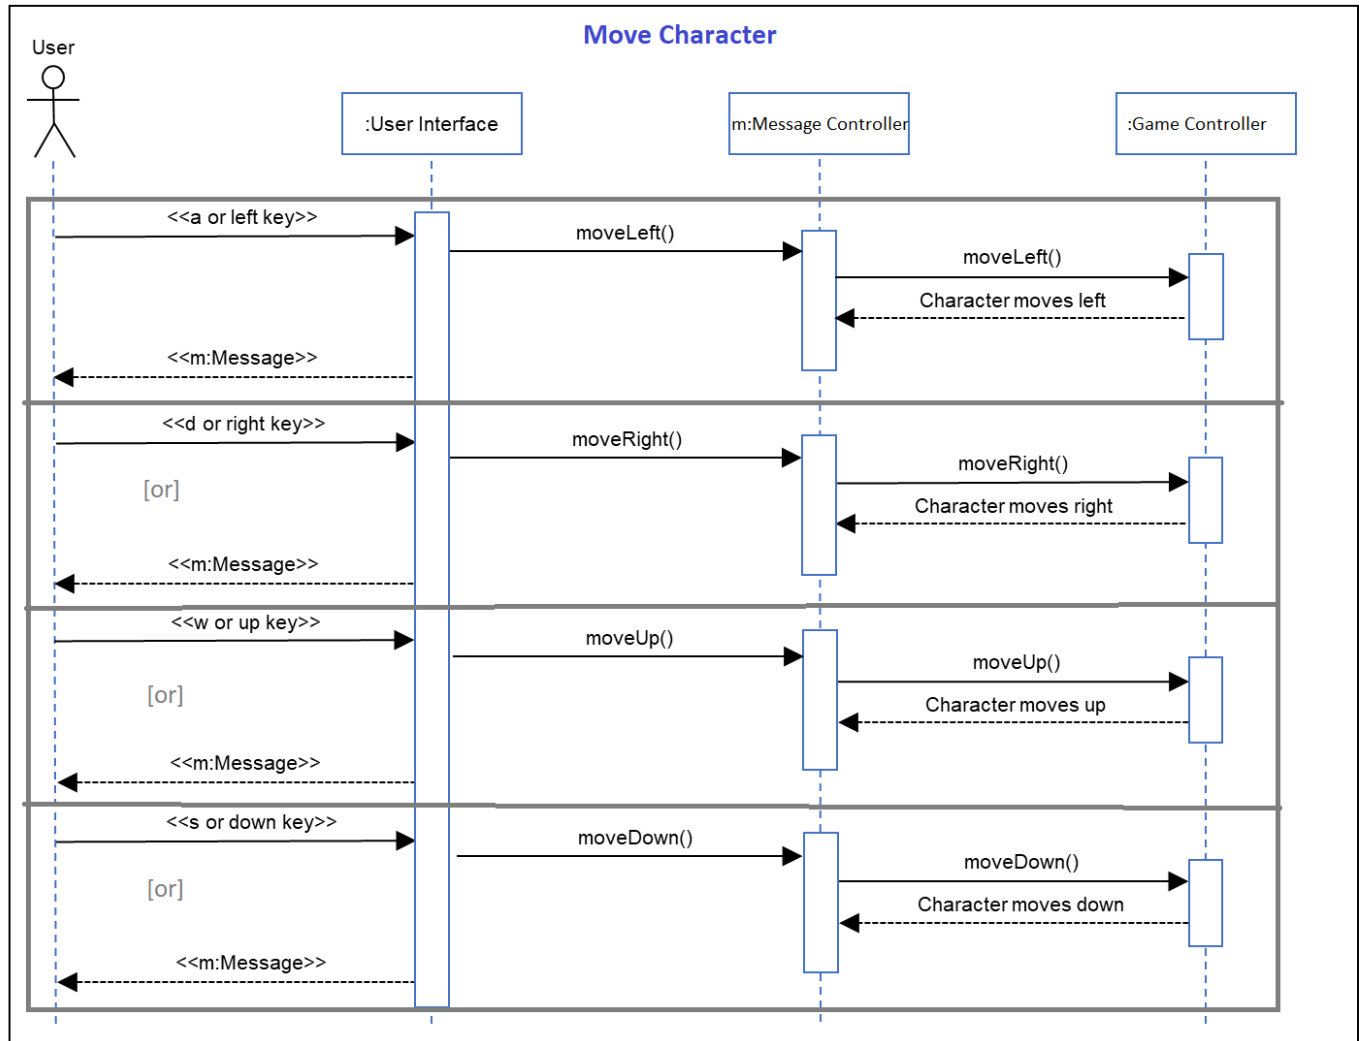 Move Character
User
:User Interface
m:Message Controller
:Game Controller
<<a or left key>>
moveLeft()
moveLeft()
Character moves left
<<m:Message>>
<<d or right key>>
moveRight()
moveRight()
[or]
Character moves right
<<m:Message>>
<<w or up key>>
moveUp()
moveUp()
[or]
Character moves up
<<m:Message>>
<<s or down key>>
moveDown()
moveDown()
[or]
Character moves down
<<m:Message>>